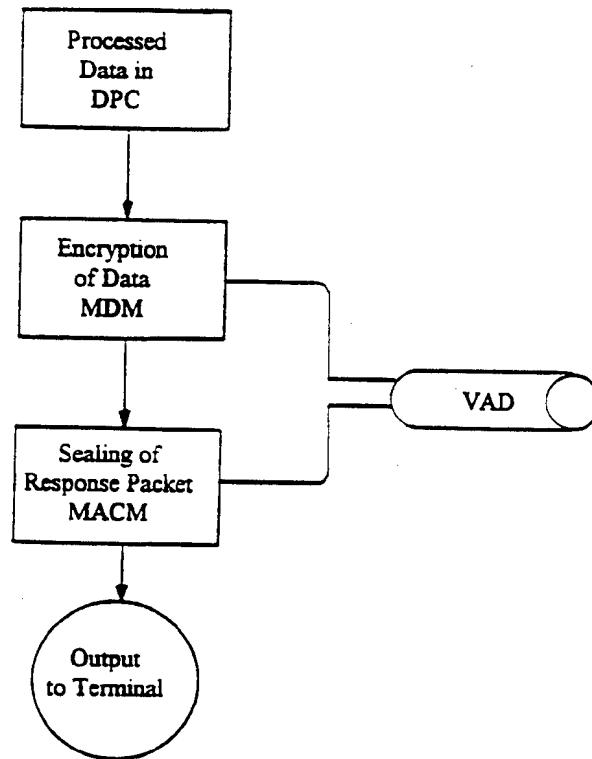 Processed
Data in
DPC
Encryption
of Data
MDM
VAD
Sealing of
Response Packet
MACM
Output
to Terminal